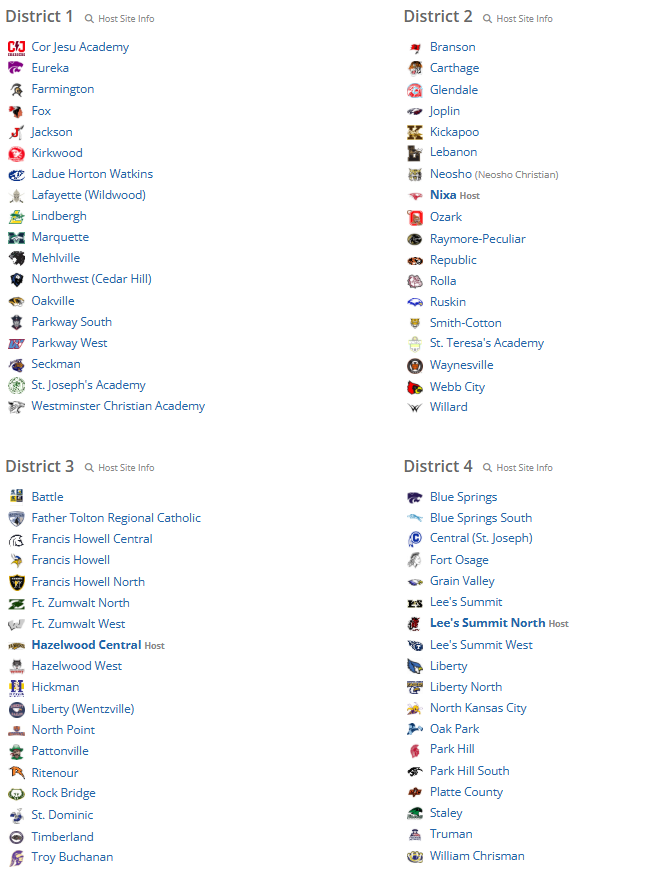 District 1 Host Site Info
Cor Jesu Academy
Eureka
Farmington
Fox
Jackson
Kirkwood
Ladue Horton Watkins
Lafayette (Wildwood)
Lindbergh
Marquette
Mehlville
Northwest (Cedar Hill)
Oakville
Parkway South
Parkway West
Seckman
St. Joseph's Academy
Westminster Christian Academy
District 2 Host Site Info
Branson
Carthage
Glendale
Joplin
Kickapoo
Lebanon
Neosho (Neosho Christian)
Nixa Host
Ozark
Raymore-Peculiar
Republic
Rolla
Ruskin
Smith-Cotton
St. Teresa's Academy
Waynesville
Webb City
Willard
District 3 Host Site Info
Battle
Father Tolton Regional Catholic
Francis Howell Central
Francis Howell
Francis Howell North
Ft. Zumwalt North
Ft. Zumwalt West
Hazelwood Central Host
Hazelwood West
Hickman
Liberty (Wentzville)
North Point
Pattonville
Ritenour
Rock Bridge
St. Dominic
Timberland
Troy Buchanan
District 4 Host Site Info
Blue Springs
Blue Springs South
Central (St. Joseph)
Fort Osage
Grain Valley
Lee's Summit
Lee's Summit North Host
Lee's Summit West
Liberty
Liberty North
North Kansas City
Oak Park
Park Hill
Park Hill South
Platte County
Staley
Truman
William Chrisman